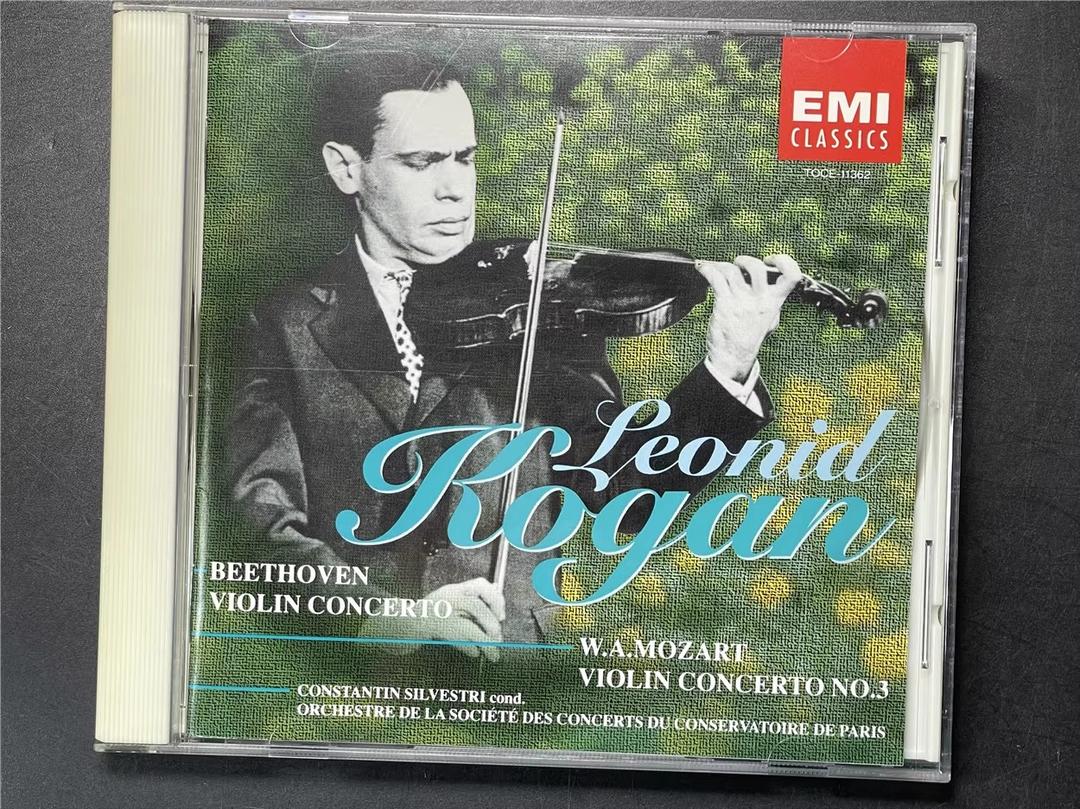 EMI
CLASSICS
TOCE-11362
Leonid
Kogan
BEETHOVEN
VIOLIN CONCERTO
W.A.MOZART
VIOLIN CONCERTO NO.3
CONSTANTIN SILVESTRI cond.
ORCHESTRE DE LA SOCIÉTÉ DES CONCERTS DU CONSERVATOIRE DE PARIS